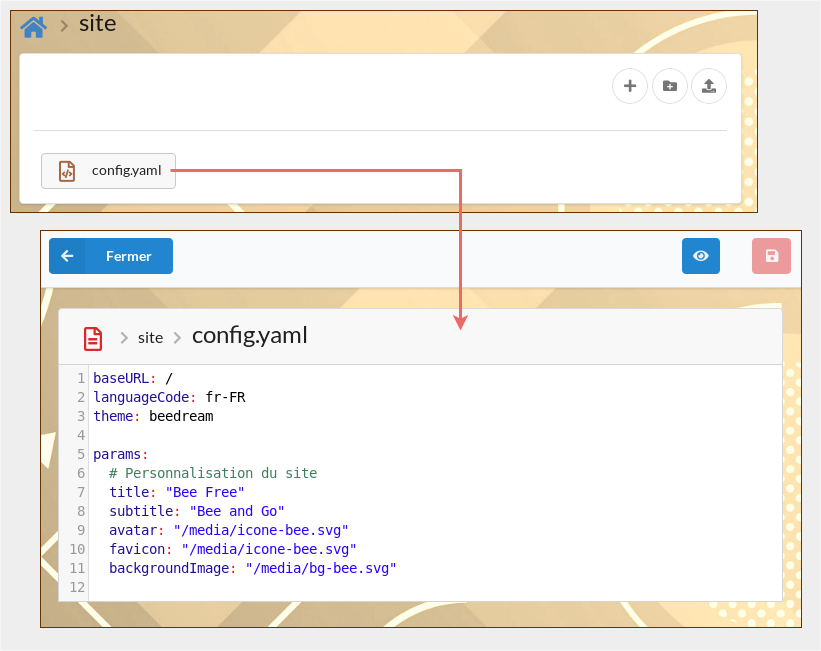 site
config.yaml
Fermer
site config.yaml
1 baseURL: /
2 languageCode: fr-FR
3 theme: beedream
4
5 params:
6   # Personnalisation du site
7   title: "Bee Free"
8   subtitle: "Bee and Go"
9   avatar: "/media/icone-bee.svg"
10   favicon: "/media/icone-bee.svg"
11   backgroundImage: "/media/bg-bee.svg"
12